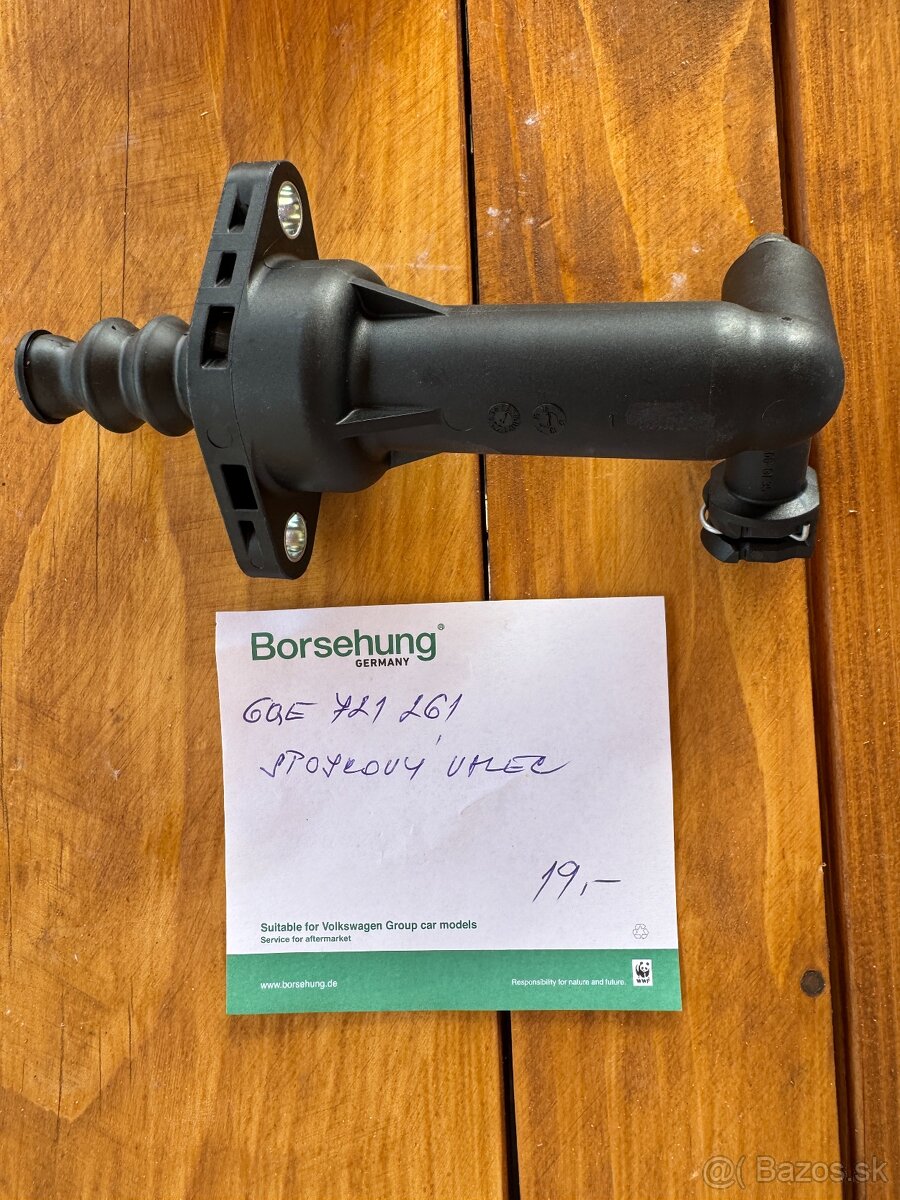 Borsehung®
GERMANY
6QE 721 261
SPOJKOVÝ VALEC
19,-
Suitable for Volkswagen Group car models
Service for aftermarket
www.borsehung.de
Responsibility for nature and future.
WWF
@( Bazos.sk